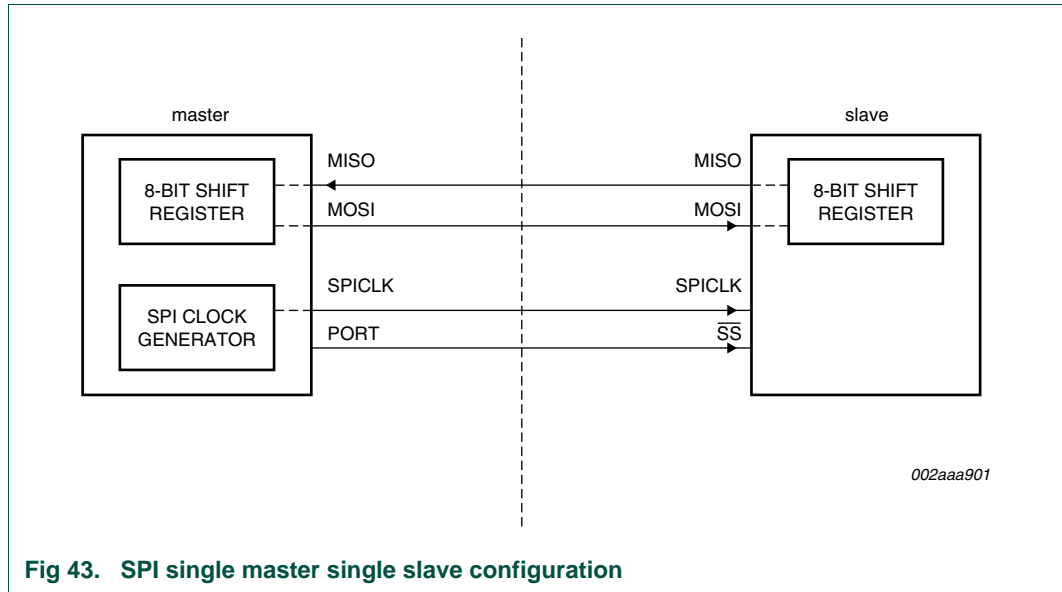 master
slave
MISO
MISO
8-BIT SHIFT
REGISTER
8-BIT SHIFT
REGISTER
MOSI
MOSI
SPICLK
SPICLK
SPI CLOCK
GENERATOR
PORT
S̅S̅
002aaa901
Fig 43. SPI single master single slave configuration